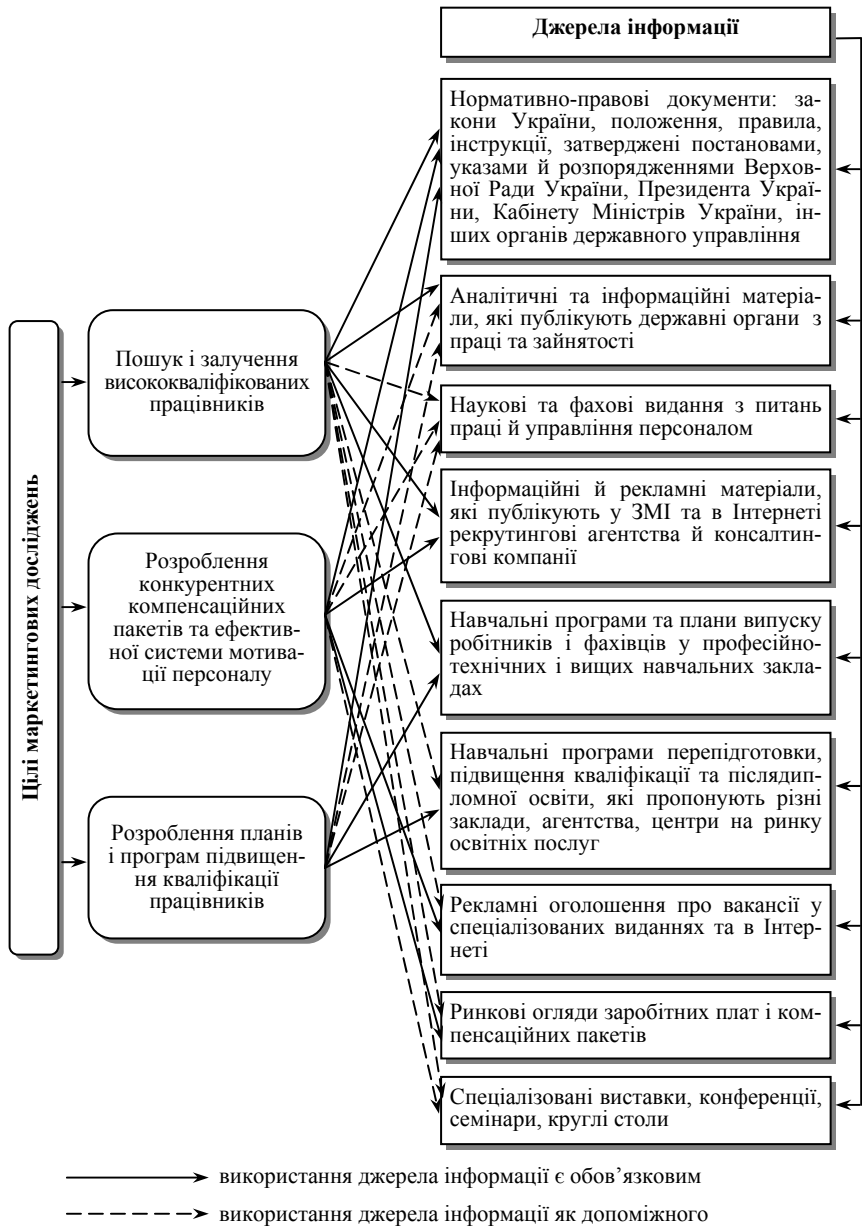 Джерела інформації
Нормативно-правові документи: за-
кони України, положення, правила,
інструкції, затверджені постановами,
указами й розпорядженнями Верхов-
ної Ради України, Президента Украї-
ни, Кабінету Міністрів України, ін-
ших органів державного управління
Аналітичні та інформаційні матеріа-
ли, які публікують державні органи з
праці та зайнятості
Наукові та фахові видання з питань
праці й управління персоналом
Інформаційні й рекламні матеріали,
які публікують у ЗМІ та в Інтернеті
рекрутингові агентства й консалтин-
гові компанії
Навчальні програми та плани випуску
робітників і фахівців у професійно-
технічних і вищих навчальних закла-
дах
Навчальні програми перепідготовки,
підвищення кваліфікації та післядип-
ломної освіти, які пропонують різні
заклади, агентства, центри на ринку
освітніх послуг
Рекламні оголошення про вакансії у
спеціалізованих виданнях та в Інтер-
неті
Ринкові огляди заробітних плат і ком-
пенсаційних пакетів
Спеціалізовані виставки, конференції,
семінари, круглі столи
Цілі маркетингових досліджень
Пошук і залучення
висококваліфікованих
працівників
Розроблення
конкурентних
компенсаційних
пакетів та ефектив-
ної системи мотива-
ції персоналу
Розроблення планів
і програм підвищен-
ня кваліфікації
працівників
використання джерела інформації є обов’язковим
використання джерела інформації як допоміжного